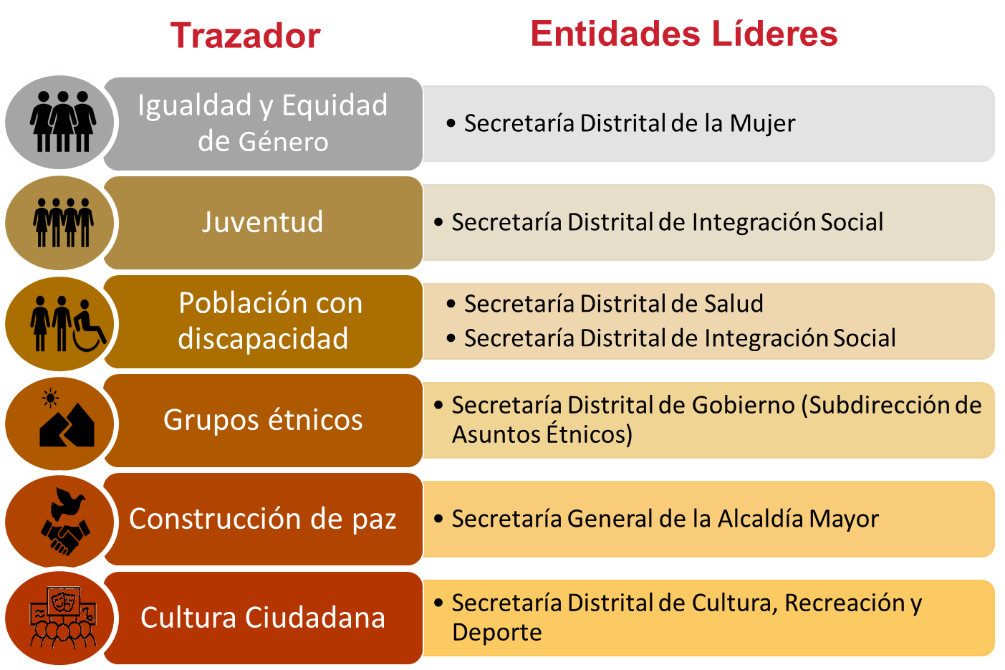 Trazador
Entidades Líderes
Igualdad y Equidad
de Género
• Secretaría Distrital de la Mujer
Juventud
• Secretaría Distrital de Integración Social
Población con
discapacidad
• Secretaría Distrital de Salud
• Secretaría Distrital de Integración Social
Grupos étnicos
• Secretaría Distrital de Gobierno (Subdirección de
Asuntos Étnicos)
Construcción de paz
• Secretaría General de la Alcaldía Mayor
Cultura Ciudadana
• Secretaría Distrital de Cultura, Recreación y
Deporte